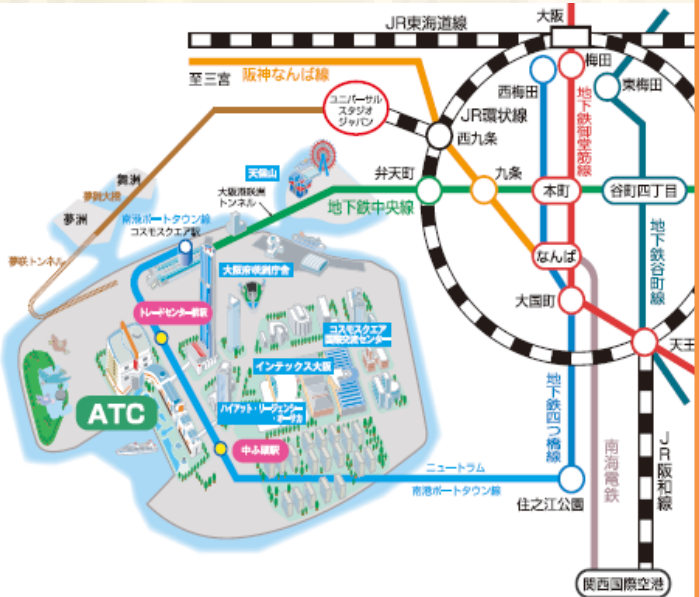 大阪
JR東海道線
梅田
至三宮
阪神なんば線
西梅田
東梅田
ユニバーサル
スタジオ
ジャパン
JR環状線
地下鉄御堂筋線
西九条
天保山
舞洲
大阪港咲洲
トンネル
弁天町
九条
本町
谷町四丁目
夢舞大橋
夢洲
南港ポートタウン線
コスモスクエア駅
地下鉄中央線
地下鉄谷町線
夢咲トンネル
大阪府咲洲庁舎
なんば
トレードセンター前駅
大国町
コスモスクエア
国際交流センター
天王
インテックス大阪
ATC
ハイアット・リージェンシー
・オーサカ
地下鉄四つ橋線
中ふ頭駅
南海電鉄
JR阪和線
ニュートラム
南港ポートタウン線
住之江公園
関西国際空港